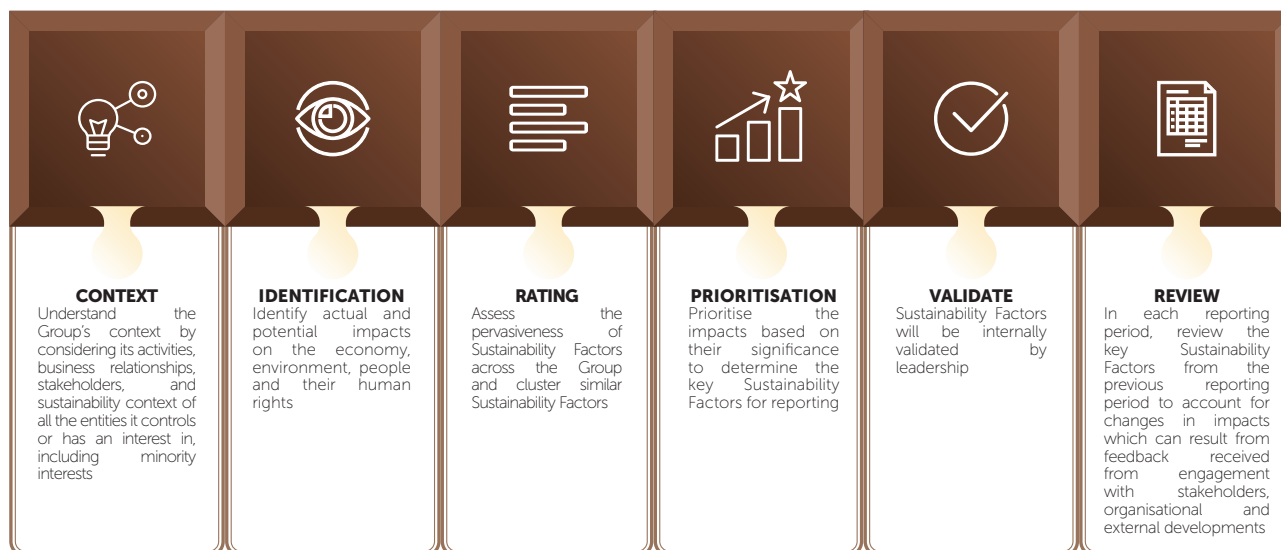 CONTEXT
Understand the
Group's context by
considering its activities,
business relationships,
stakeholders, and
sustainability context of
all the entities it controls
or has an interest in,
including minority
interests
IDENTIFICATION
Identify actual and
potential impacts
on the economy,
environment, people
and their human
rights
RATING
Assess the
pervasiveness of
Sustainability Factors
across the Group
and cluster similar
Sustainability Factors
PRIORITISATION
Prioritise the
impacts based on
their significance
to determine the
key Sustainability
Factors for reporting
VALIDATE
Sustainability Factors
will be internally
validated by
leadership
REVIEW
In each reporting
period, review the
key Sustainability
Factors from the
previous reporting
period to account for
changes in impacts
which can result from
feedback received
from engagement
with stakeholders,
organisational and
external developments